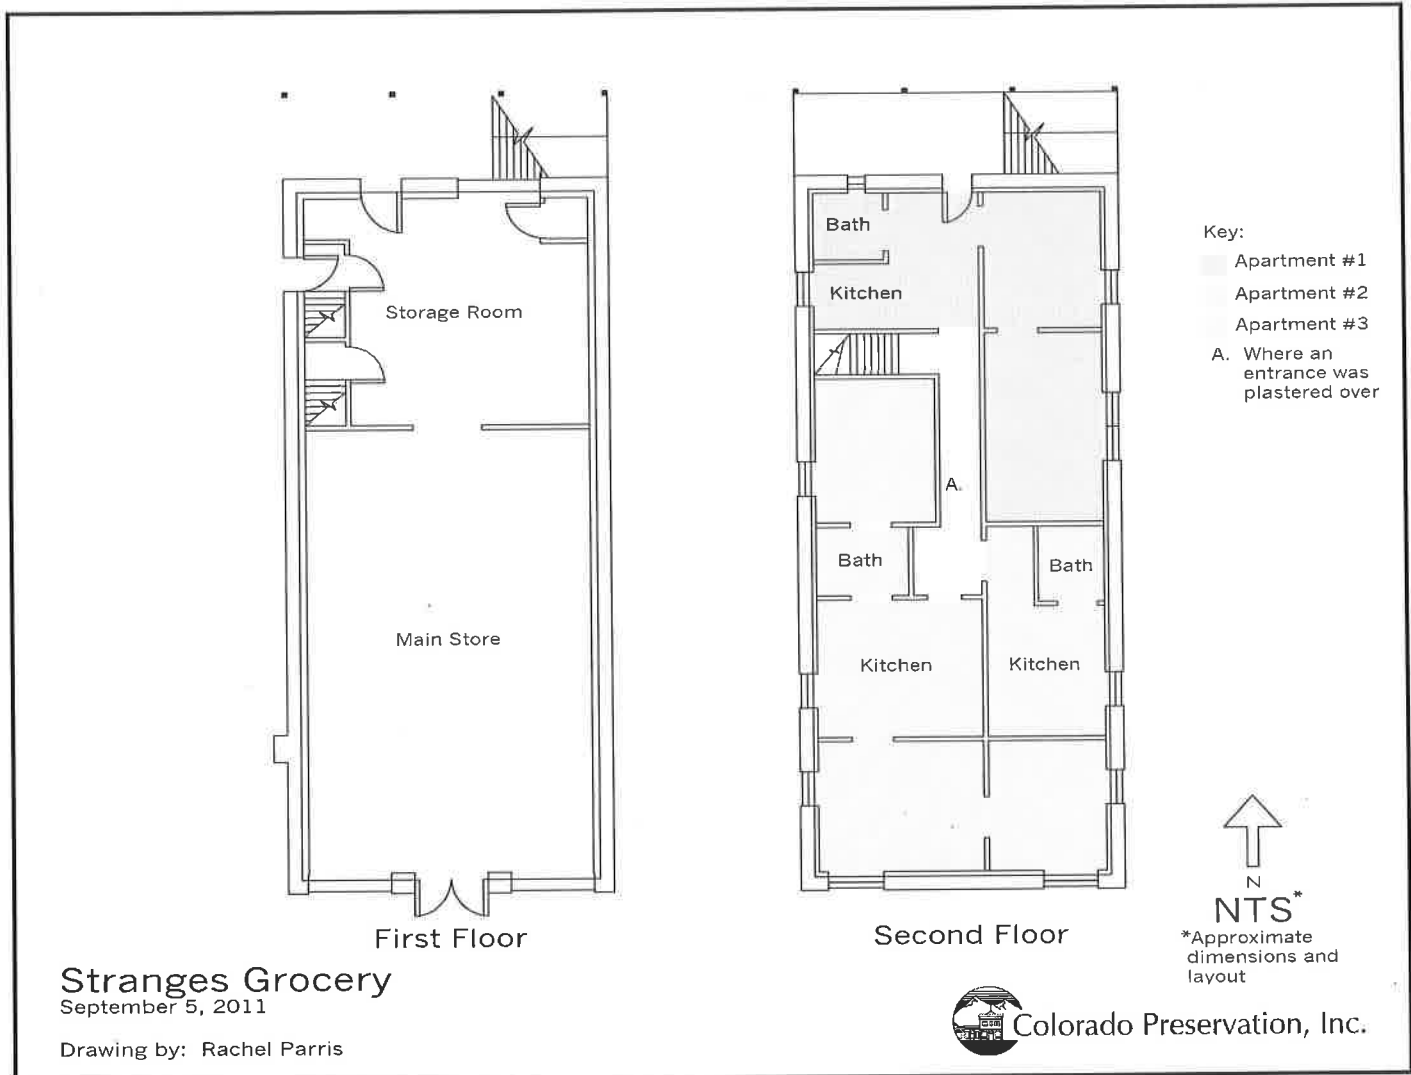 Storage Room
Main Store
First Floor
Bath
Kitchen
A.
Bath
Bath
Kitchen
Kitchen
Second Floor
Key:
Apartment #1
Apartment #2
Apartment #3
A. Where an
entrance was
plastered over
N
NTS*
*Approximate
dimensions and
layout
Stranges Grocery
September 5, 2011
Drawing by: Rachel Parris
Colorado Preservation, Inc.